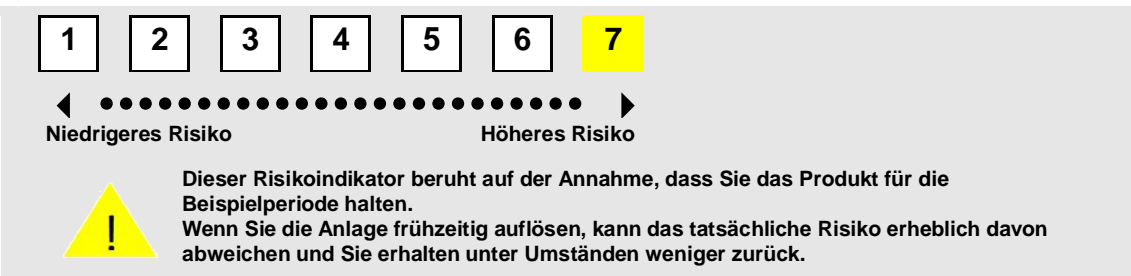 1 2 3 4 5 6 7
Niedrigeres Risiko Höheres Risiko
Dieser Risikoindikator beruht auf der Annahme, dass Sie das Produkt für die
Beispielperiode halten.
Wenn Sie die Anlage frühzeitig auflösen, kann das tatsächliche Risiko erheblich davon
abweichen und Sie erhalten unter Umständen weniger zurück.
!